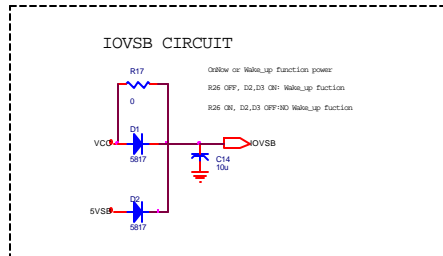 IOVSB CIRCUIT
R17
OnNow or Wake_up function power
0
R26 OFF, D2,D3 ON: Wake_up fuction
R26 ON, D2,D3 OFF:NO Wake_up fuction
D1
VCC
IOVSB
5817
C14
10u
D2
5VSB
5817